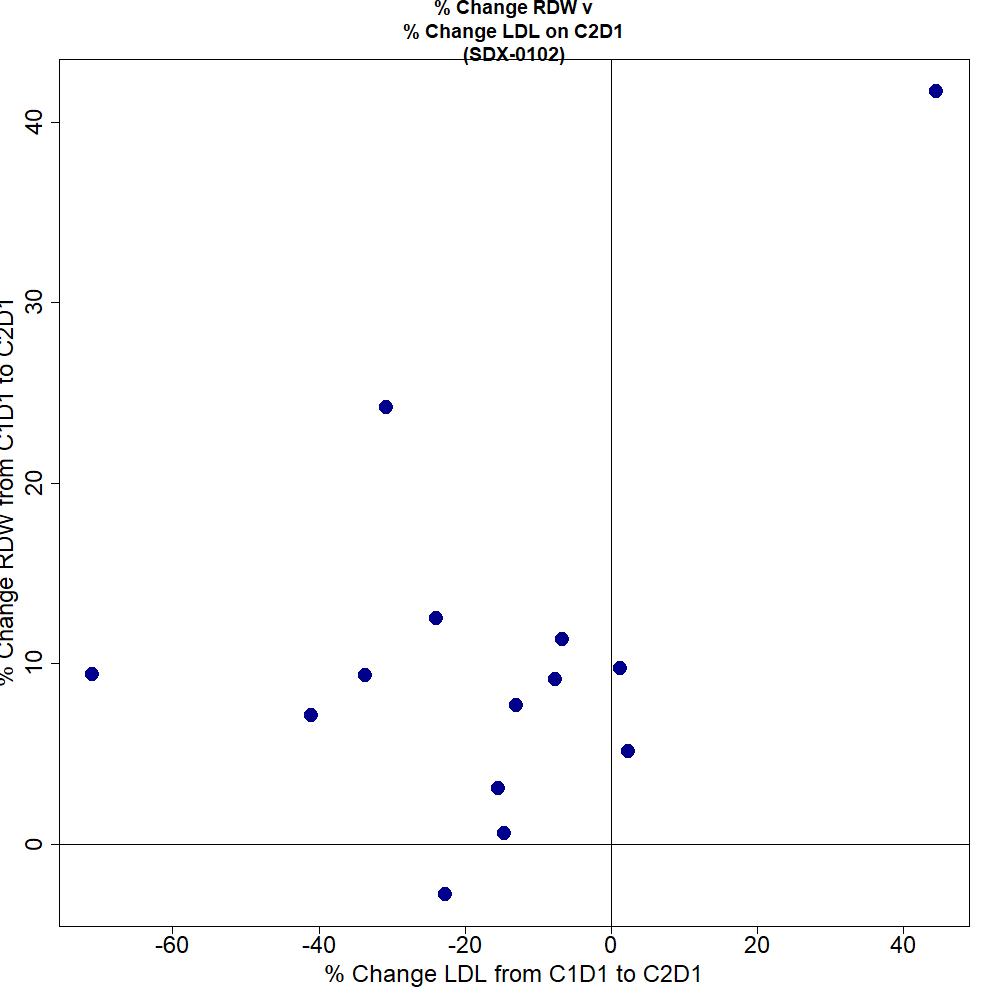 % Change RDW v
% Change LDL on C2D1
(SDX-0102)
% Change RDW from C1D1 to C2D1
40
30
20
10
0
-60 -40 -20 0 20 40
% Change LDL from C1D1 to C2D1